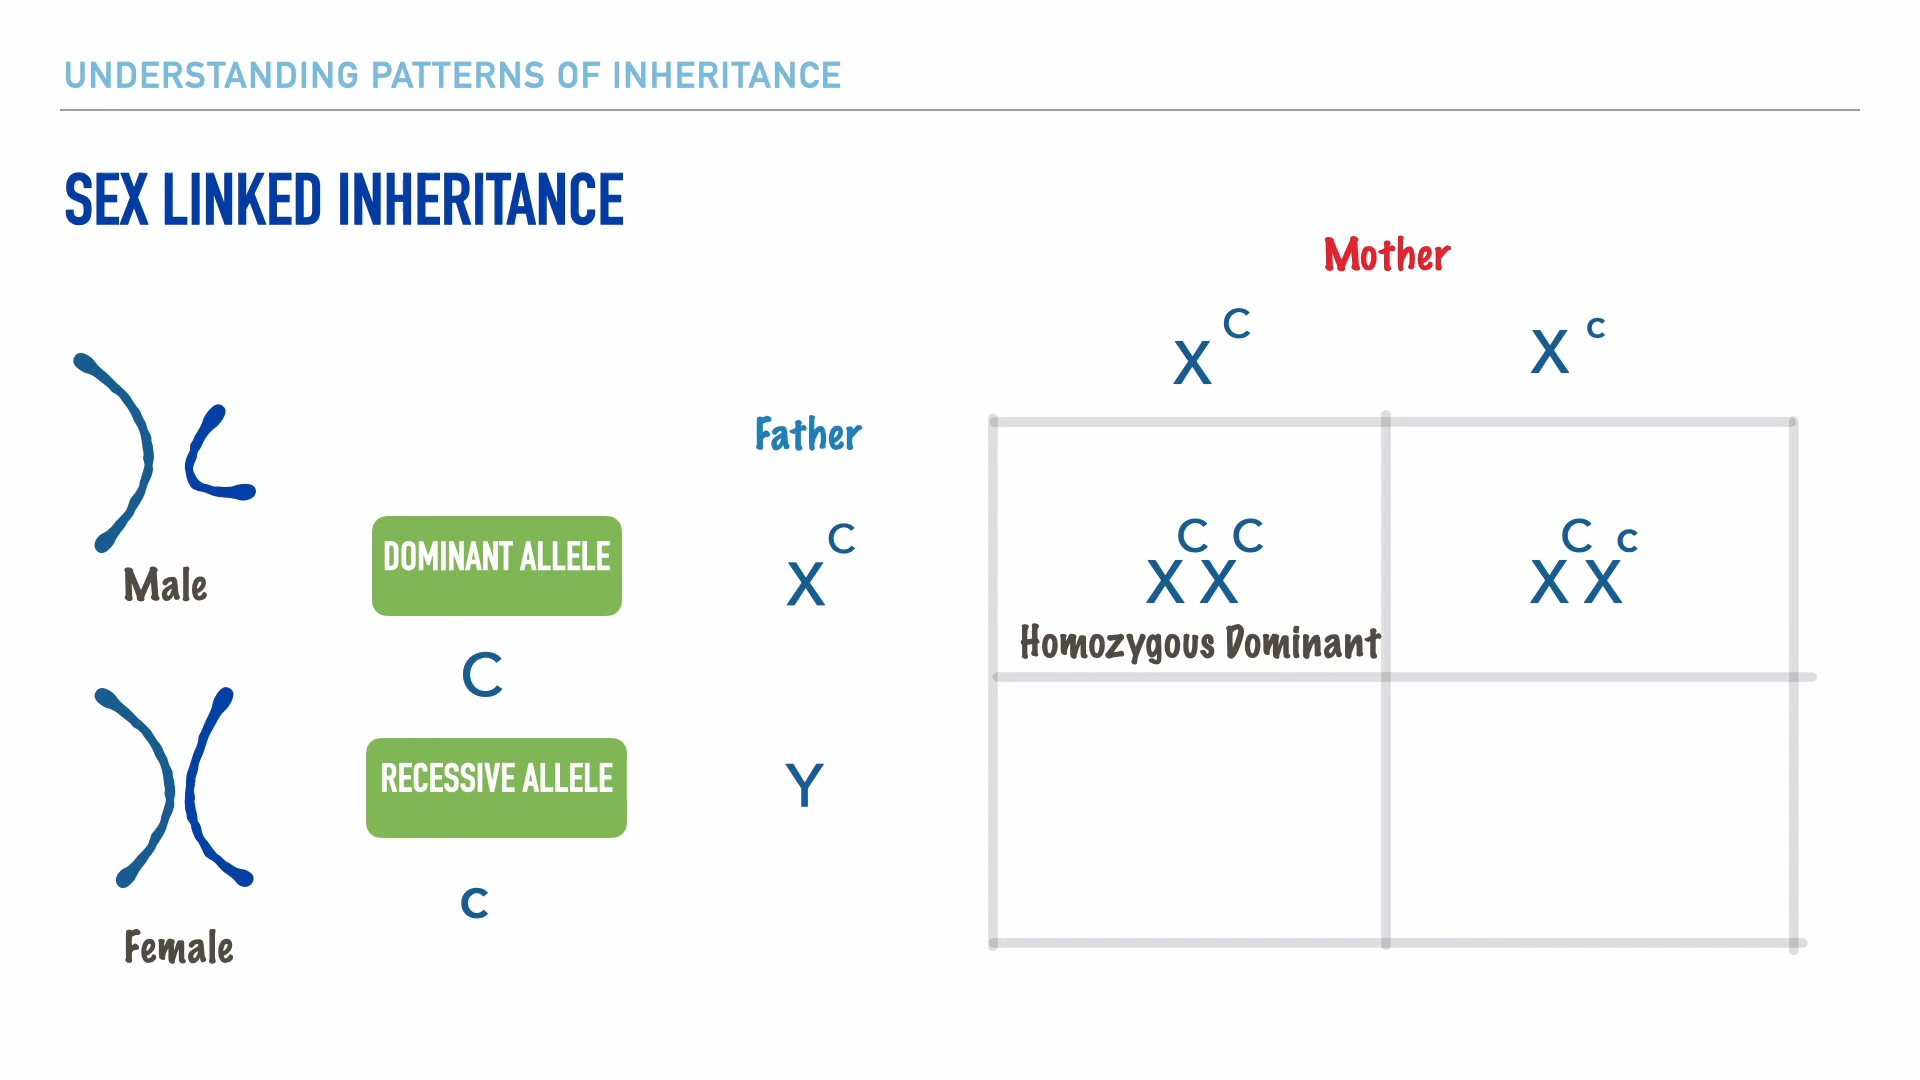 UNDERSTANDING PATTERNS OF INHERITANCE
SEX LINKED INHERITANCE
Mother
X C
X c
Father
Male
DOMINANT ALLELE
C
X C
X C X C
X C X c
Homozygous Dominant
RECESSIVE ALLELE
c
Y
Female